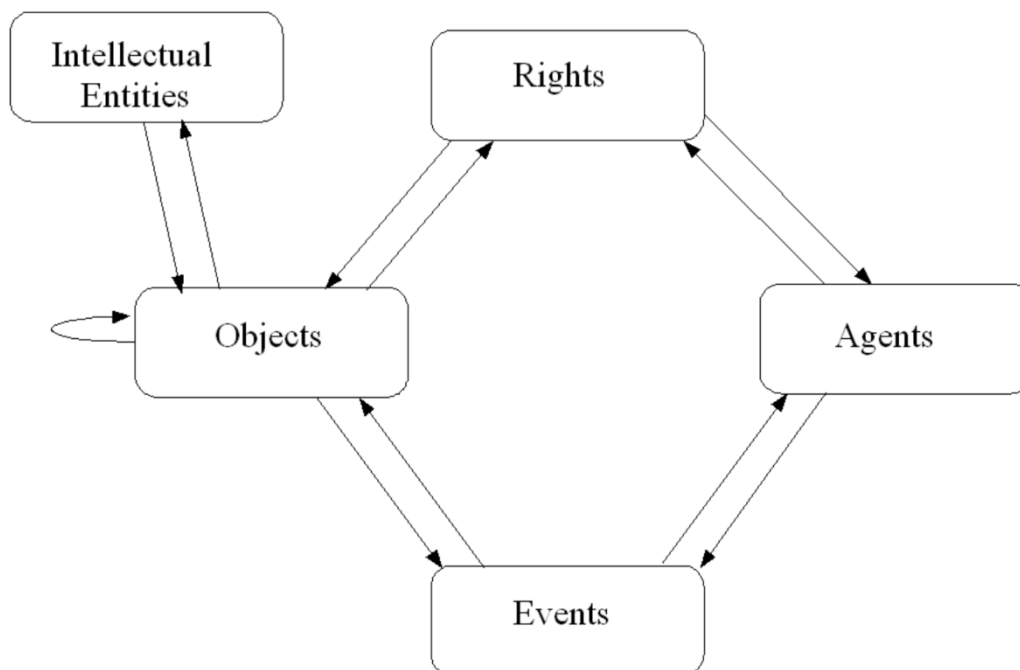 Intellectual
Entities
Rights
Objects
Agents
Events